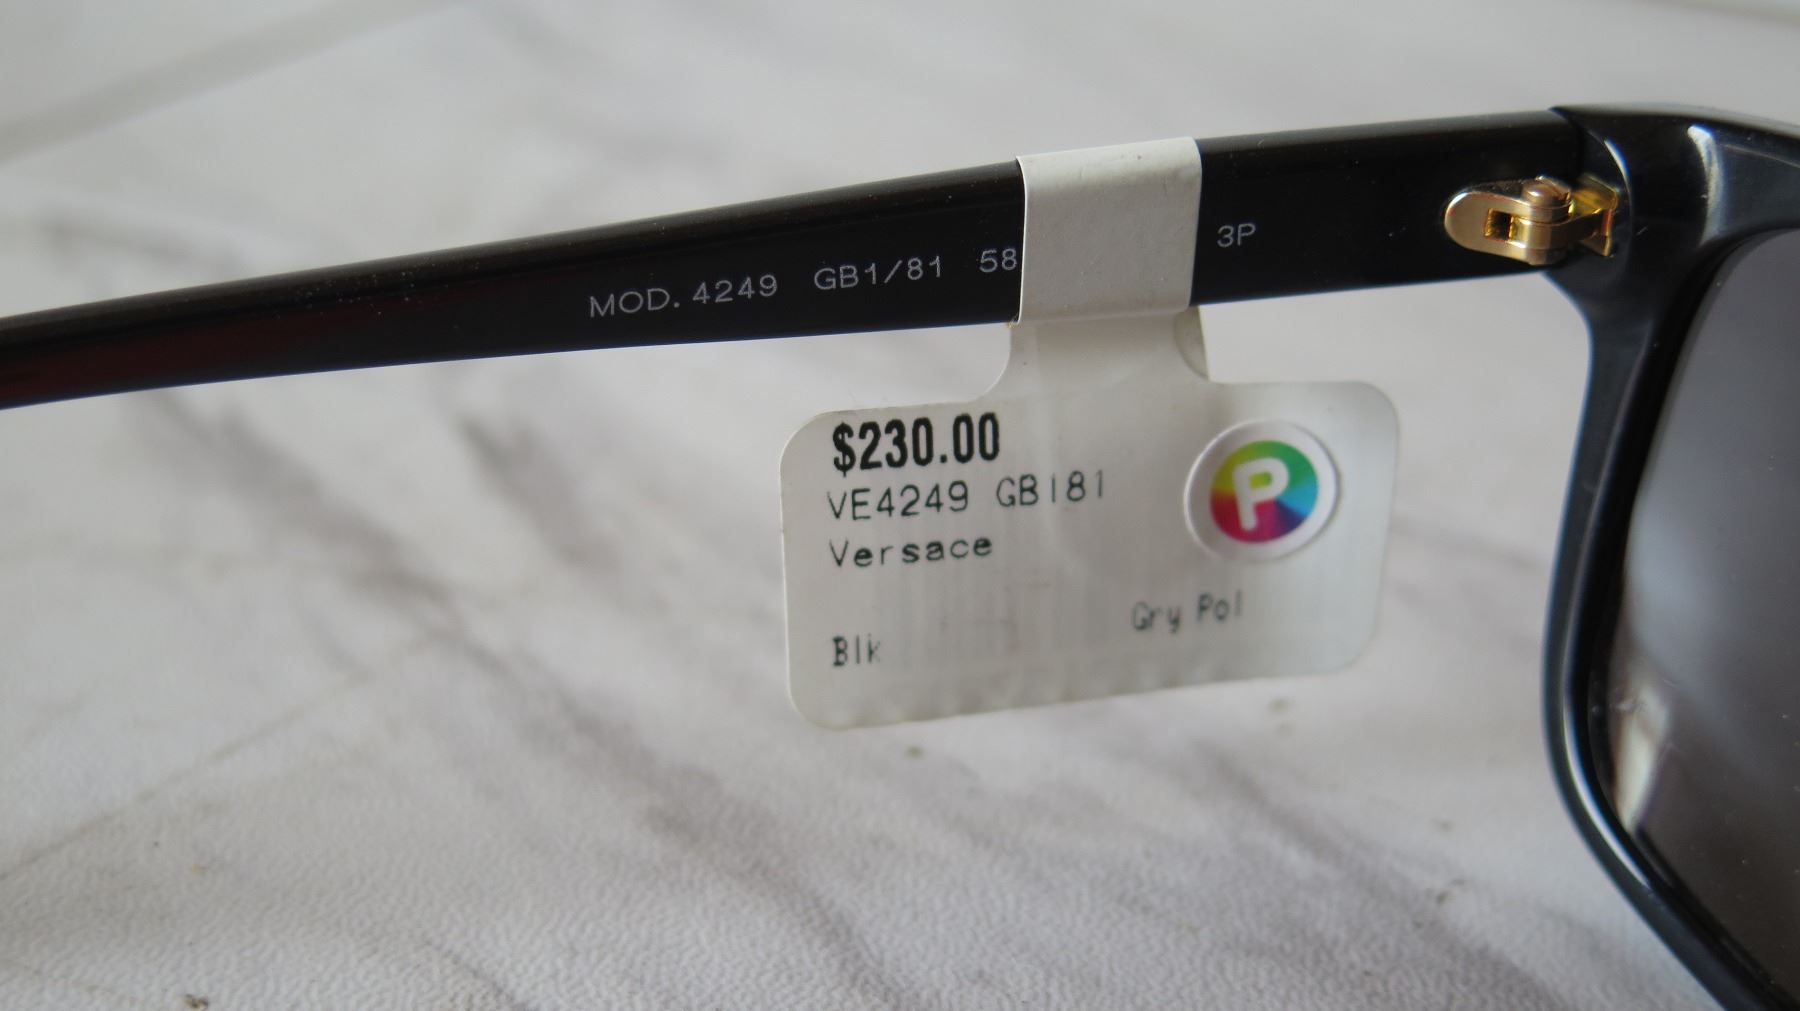 MOD. 4249 GB1/81 58 3P
$230.00
VE4249 GB181
Versace
P
Gry Pol
Blk